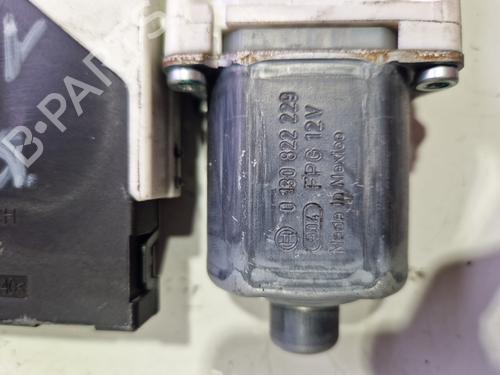 0 130 822 229
FPG 12V
Made in Mexico
B-PARTS
H